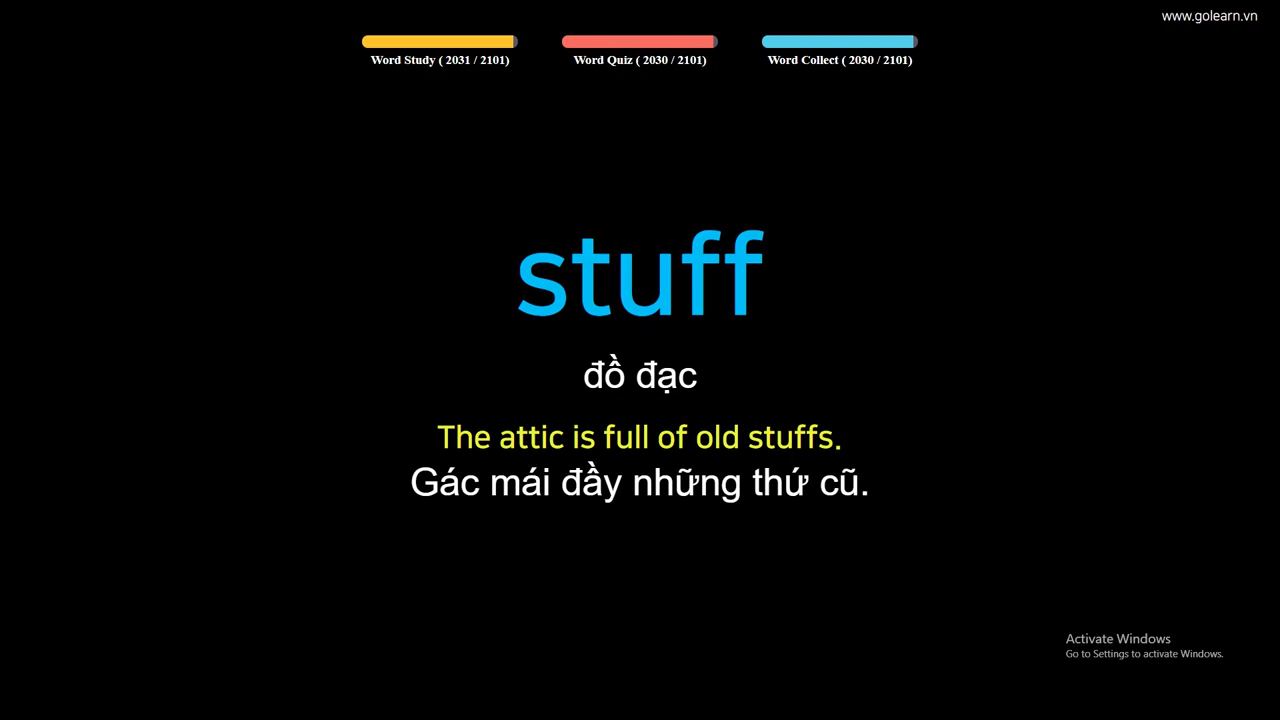 www.golearn.vn
Word Study ( 2031 / 2101)
Word Quiz ( 2030 / 2101)
Word Collect ( 2030 / 2101)
stuff
đồ đạc
The attic is full of old stuffs.
Gác mái đầy những thứ cũ.
Activate Windows
Go to Settings to activate Windows.